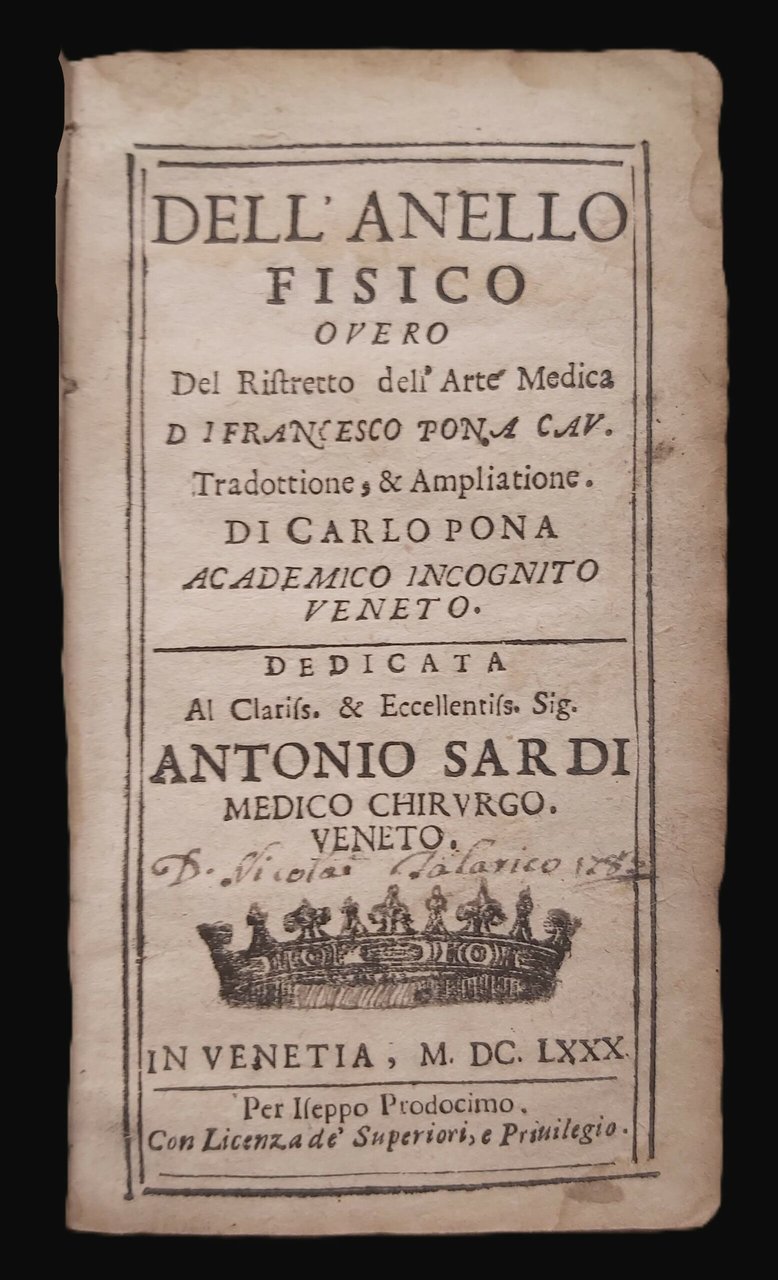 DELL' ANELLO
FISICO
OVERO
Del Riſtretto dell' Arte Medica
D I FRANCESCO PONA CAV.
Tradottione, & Ampliatione.
DI CARLO PONA
ACADEMICO INCOGNITO
VENETO.
DEDICATA
Al Clariſs. & Eccellentiſs. Sig.
ANTONIO SARDI
MEDICO CHIRVRGO.
VENETO.
D. Nicolai Talarico
IN VENETIA, M. DC. LXXX.
Per Iſeppo Prodocimo.
Con Licenza de' Superiori, e Priuilegio.